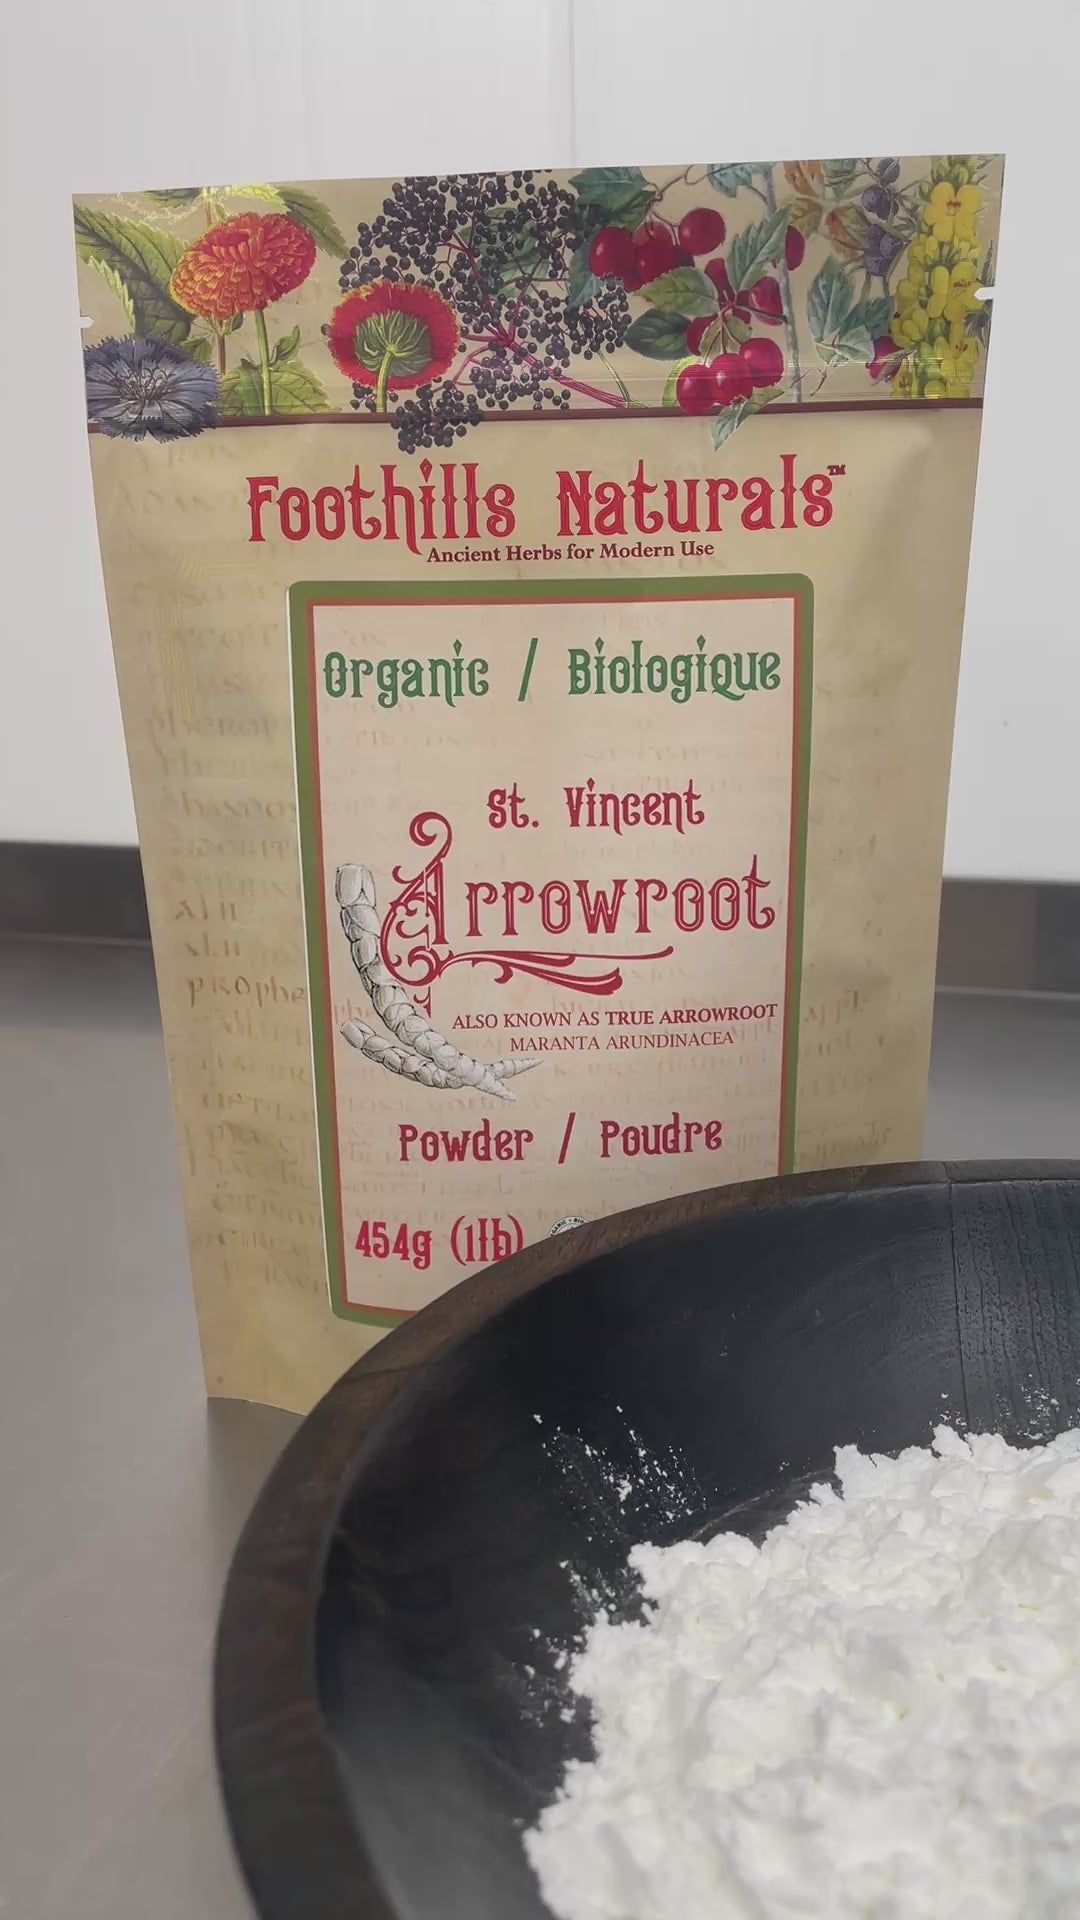 Foothills Naturals™
Ancient Herbs for Modern Use
Organic / Biologique
St. Vincent
Arrowroot
ALSO KNOWN AS TRUE ARROWROOT
MARANTA ARUNDINACEA
Powder / Poudre
454g (1lb)